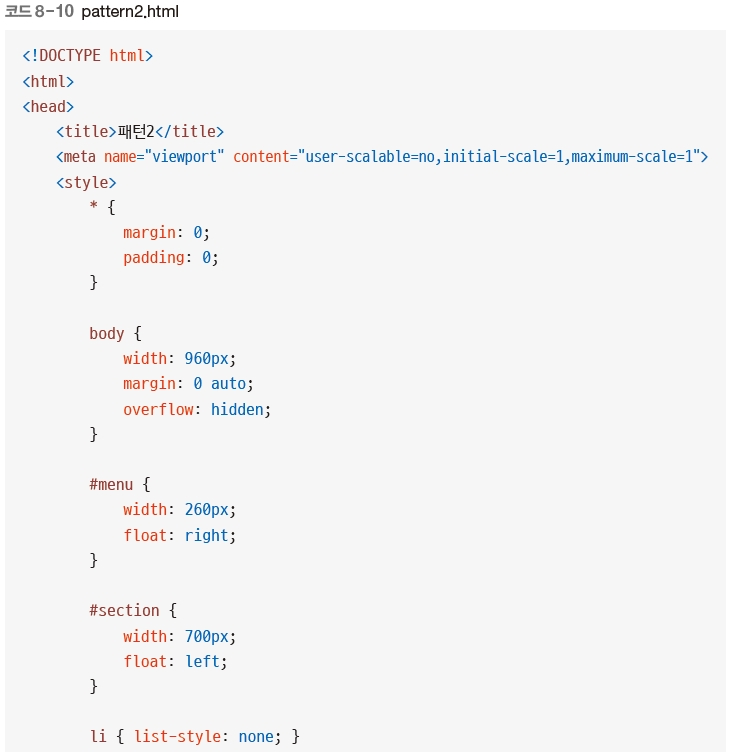 코드 8-10 pattern2.html
<!DOCTYPE html>
<html>
<head>
<title>패턴2</title>
<meta name="viewport" content="user-scalable=no,initial-scale=1,maximum-scale=1">
<style>
* {
margin: 0;
padding: 0;
}
body {
width: 960px;
margin: 0 auto;
overflow: hidden;
}
#menu {
width: 260px;
float: right;
}
#section {
width: 700px;
float: left;
}
li { list-style: none; }